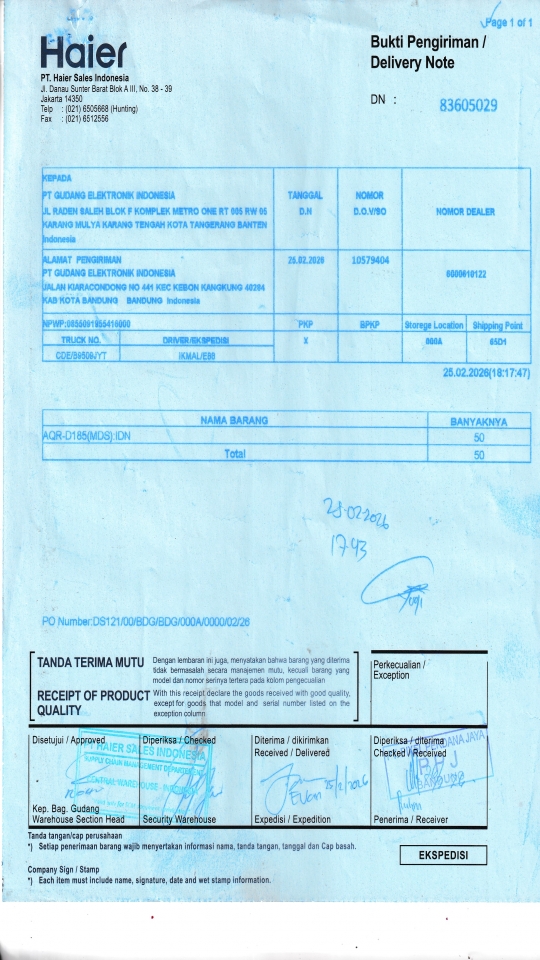 Page 1 of 1
Haier
Bukti Pengiriman /
Delivery Note
PT. Haier Sales Indonesia
Jl. Danau Sunter Barat Blok A III, No. 38 - 39
Jakarta 14350
Telp : (021) 6505668 (Hunting)
Fax : (021) 6512556
DN : 83605029
KEPADA
PT GUDANG ELEKTRONIK INDONESIA
JL RADEN SALEH BLOK F KOMPLEK METRO ONE RT 005 RW 05
KARANG MULYA KARANG TENGAH KOTA TANGERANG BANTEN
Indonesia
TANGGAL
D.N
NOMOR
D.O.V/SO
NOMOR DEALER
ALAMAT PENGIRIMAN
PT GUDANG ELEKTRONIK INDONESIA
JALAN KIARACONDONG NO 441 KEC KEBON KANGKUNG 40284
KAB KOTA BANDUNG BANDUNG Indonesia
25.02.2026
10579404
PKP
BPKP
Storege Location
Shipping Point
TRUCK NO.
DRIVER/EKSPEDISI
X
000A
65D1
25.02.2026(18:17:47)
NAMA BARANG
BANYAKNYA
AQR-D185(MDS):IDN
50
Total
50
17.43
PO Number:DS121/00/BDG/BDG/000A/0000/02/26
TANDA TERIMA MUTU
Dengan lembaran ini juga, menyatakan bahwa barang yang diterima
tidak bermasalah secara manajemen mutu, kecuali barang yang
model dan nomor serinya tertera pada kolom pengecualian
RECEIPT OF PRODUCT
QUALITY
With this receipt declare the goods received with good quality,
except for goods that model and serial number listed on the
exception column
Perkecualian /
Exception
Disetujui / Approved
Diperiksa / Checked
Diterima / dikirimkan
Received / Delivered
Diperiksa / diterima
Checked / Received
PT HAIER SALES INDONESIA
SUPPLY CHAIN MANAGEMENT DEPARTMENT
BANDUNG
Kep. Bag. Gudang
Warehouse Section Head
Security Warehouse
Expedisi / Expedition
Penerima / Receiver
Tanda tangan/cap perusahaan
*) Setiap penerimaan barang wajib menyertakan informasi nama, tanda tangan, tanggal dan Cap basah.
EKSPEDISI
Company Sign / Stamp
*) Each item must include name, signature, date and wet stamp information.